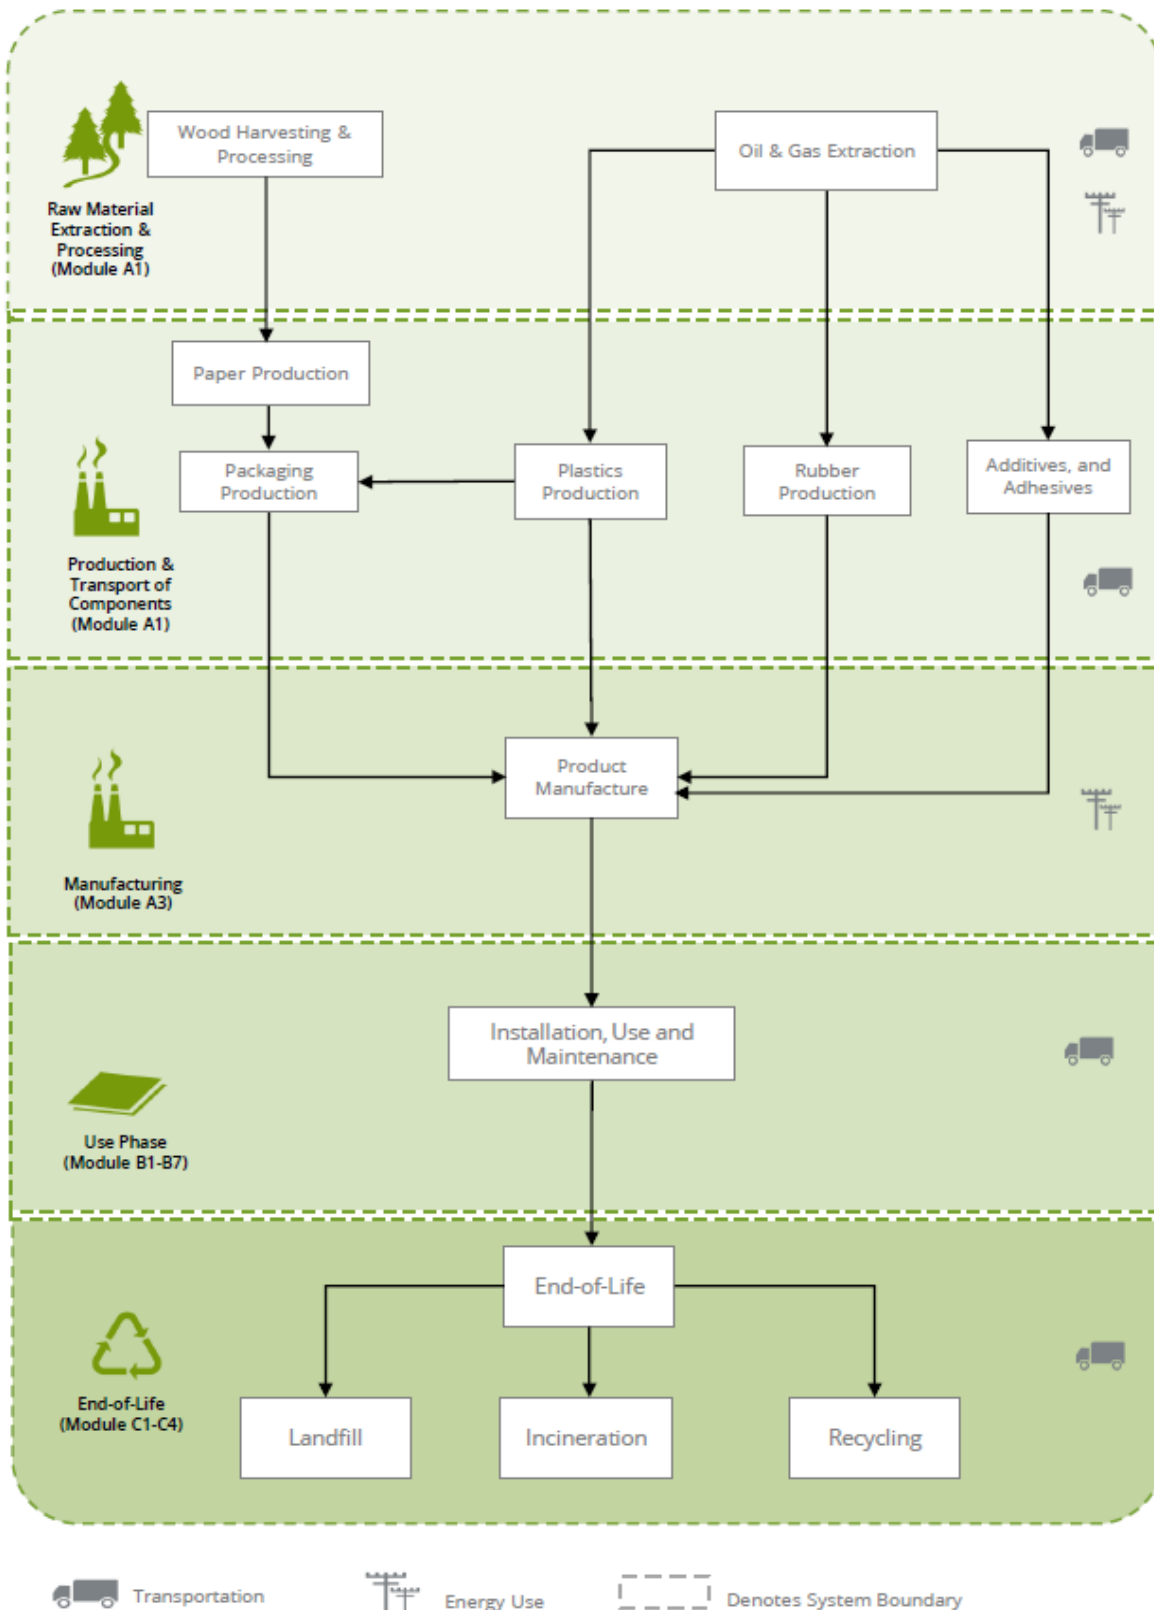 Wood Harvesting &
Processing
Oil & Gas Extraction
Raw Material
Extraction &
Processing
(Module A1)
Paper Production
Packaging
Production
Plastics
Production
Rubber
Production
Additives, and
Adhesives
Production &
Transport of
Components
(Module A1)
Product
Manufacture
Manufacturing
(Module A3)
Installation, Use and
Maintenance
Use Phase
(Module B1-B7)
End-of-Life
End-of-Life
(Module C1-C4)
Landfill
Incineration
Recycling
Transportation
Energy Use
Denotes System Boundary